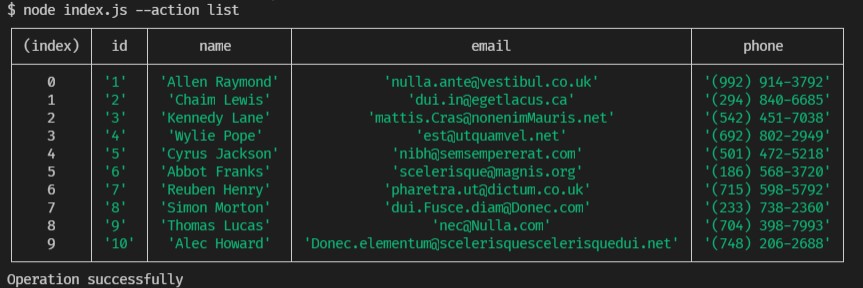 $ node index.js --action list
(index) id name email phone
0 '1' 'Allen Raymond' 'nulla.ante@vestibul.co.uk' '(992) 914-3792'
1 '2' 'Chaim Lewis' 'dui.in@egetlacus.ca' '(294) 840-6685'
2 '3' 'Kennedy Lane' 'mattis.Cras@nonenimMauris.net' '(542) 451-7038'
3 '4' 'Wylie Pope' 'est@utquamvel.net' '(692) 802-2949'
4 '5' 'Cyrus Jackson' 'nibh@semsempererat.com' '(501) 472-5218'
5 '6' 'Abbot Franks' 'scelerisque@magnis.org' '(186) 568-3720'
6 '7' 'Reuben Henry' 'pharetra.ut@dictum.co.uk' '(715) 598-5792'
7 '8' 'Simon Morton' 'dui.Fusce.diam@Donec.com' '(233) 738-2360'
8 '9' 'Thomas Lucas' 'nec@Nulla.com' '(704) 398-7993'
9 '10' 'Alec Howard' 'Donec.elementum@scelerisquescelerisquedui.net' '(748) 206-2688'
Operation successfully